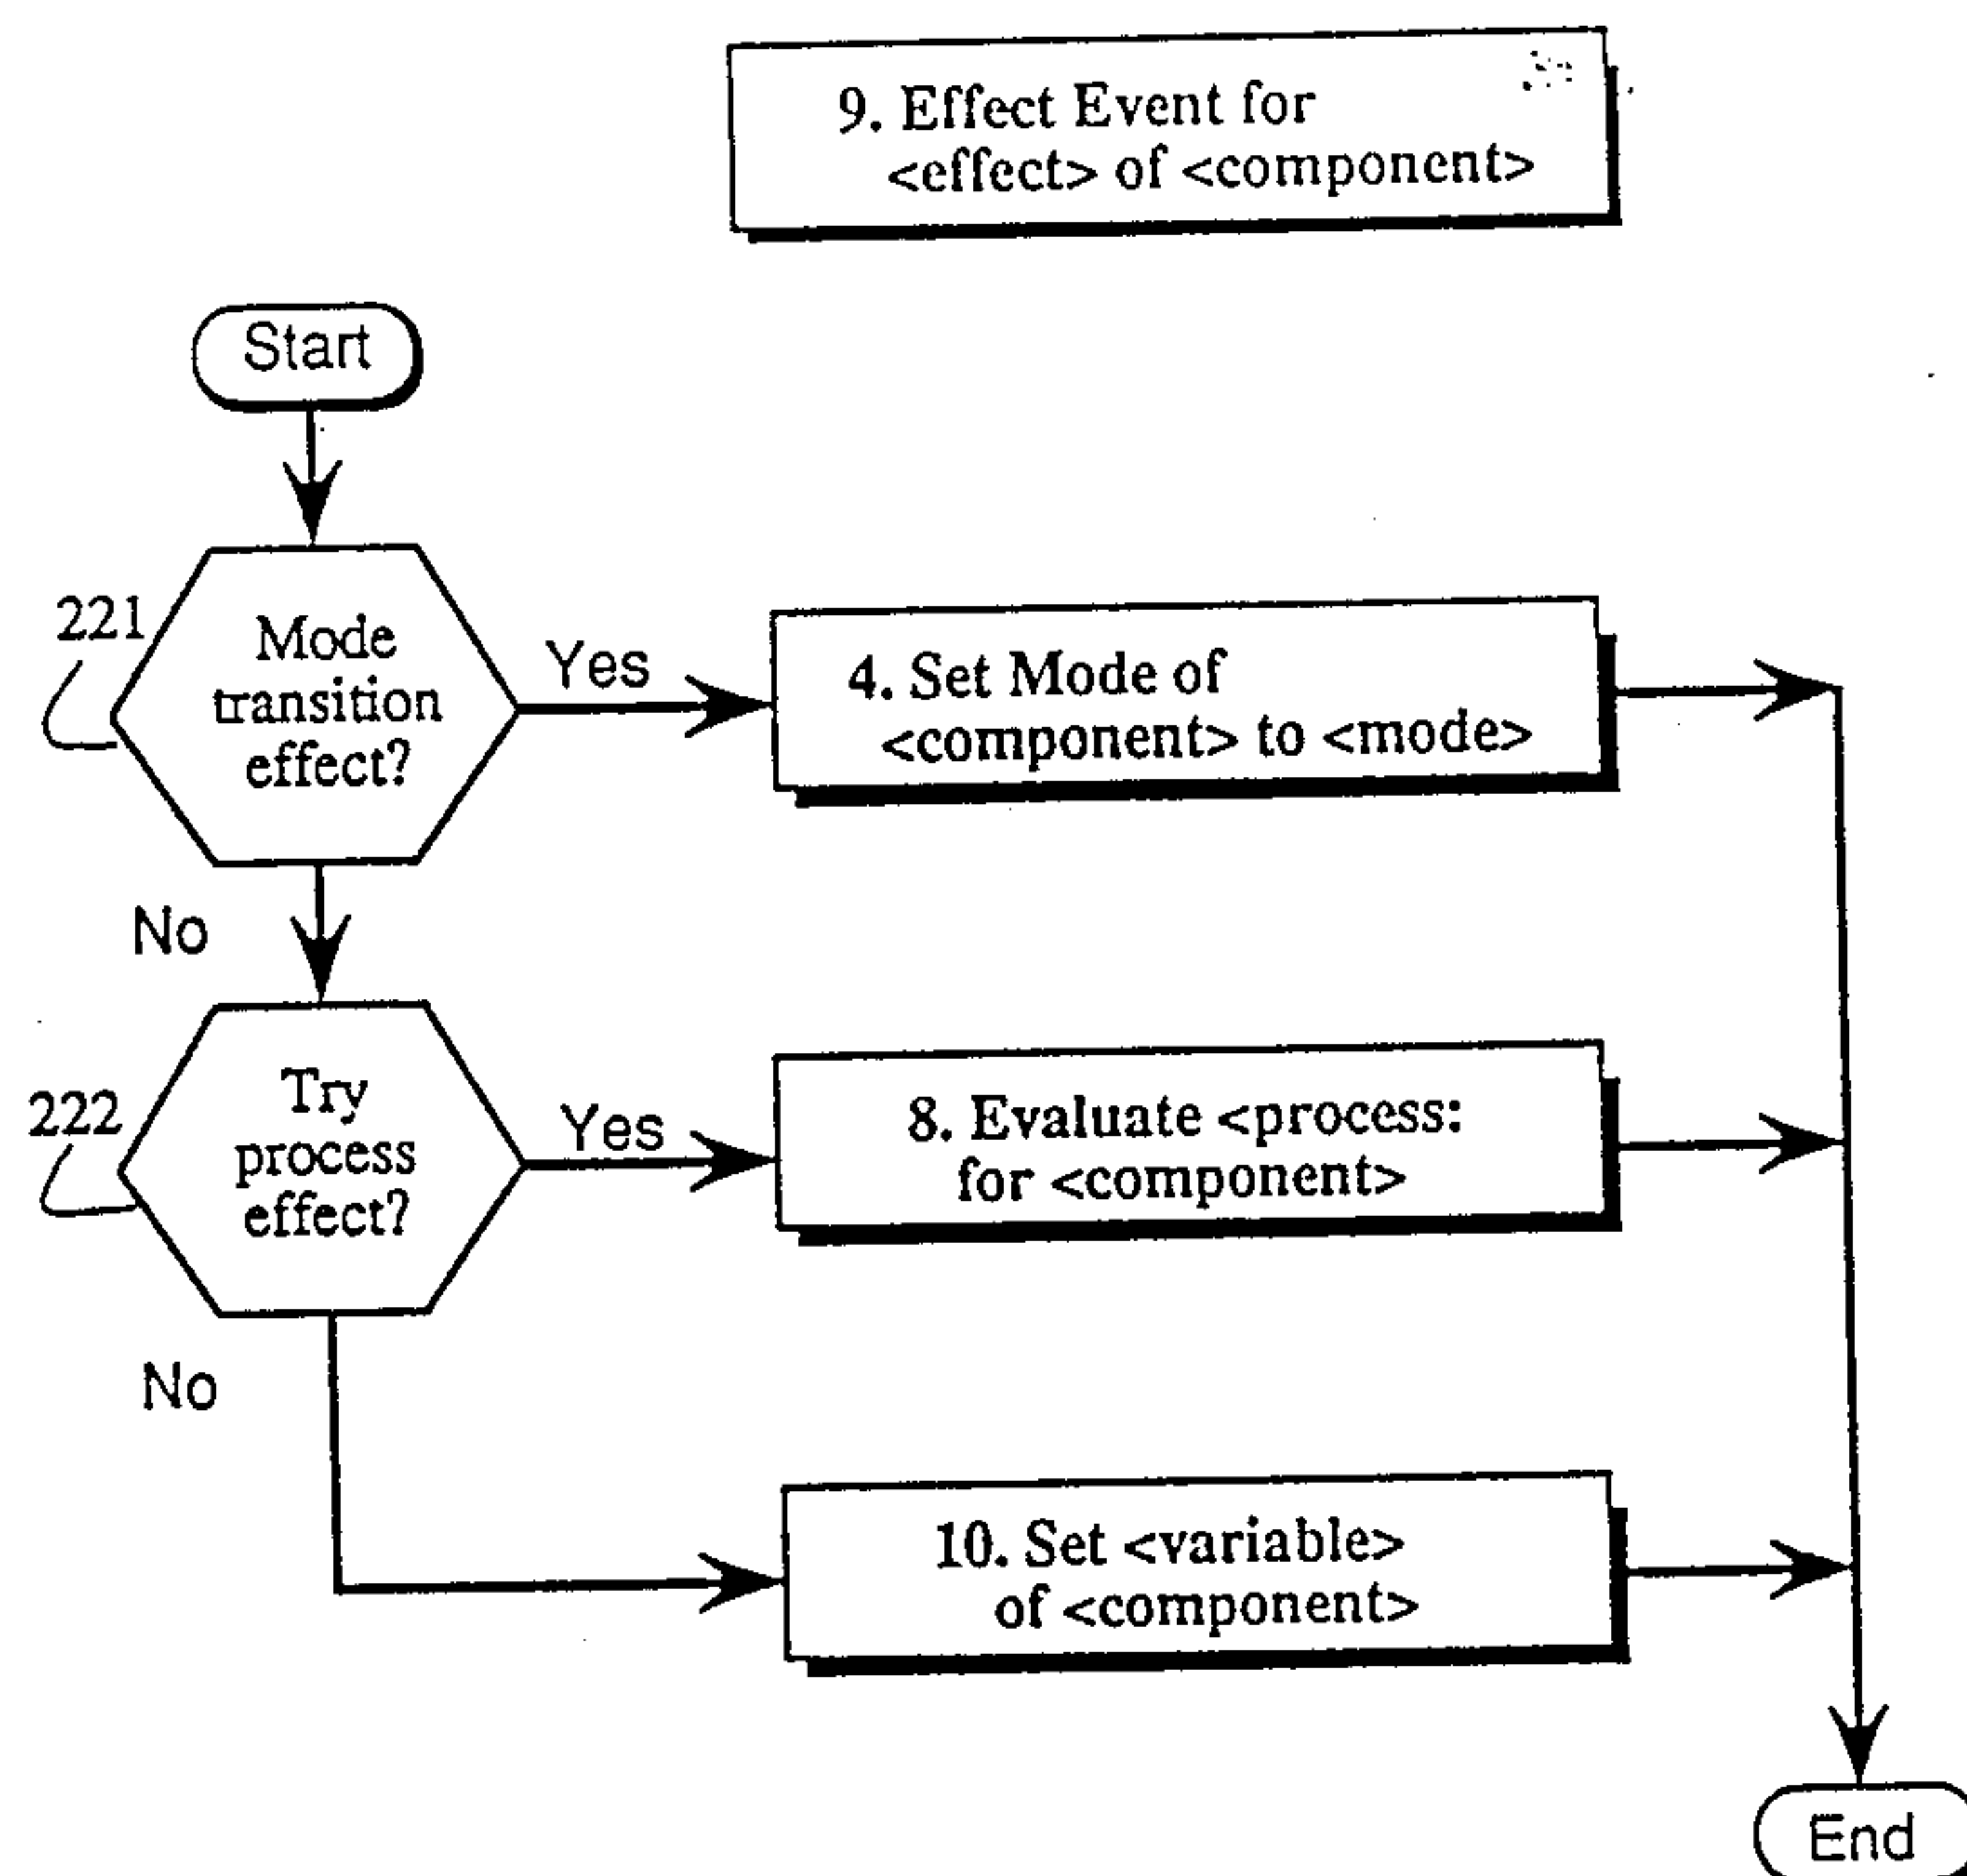 9. Effect Event for
<effect> of <component>
Start
221
Mode
transition
effect?
Yes
4. Set Mode of
<component> to <mode>
No
222
Try
process
effect?
Yes
8. Evaluate <process:
for <component>
No
10. Set <variable>
of <component>
End